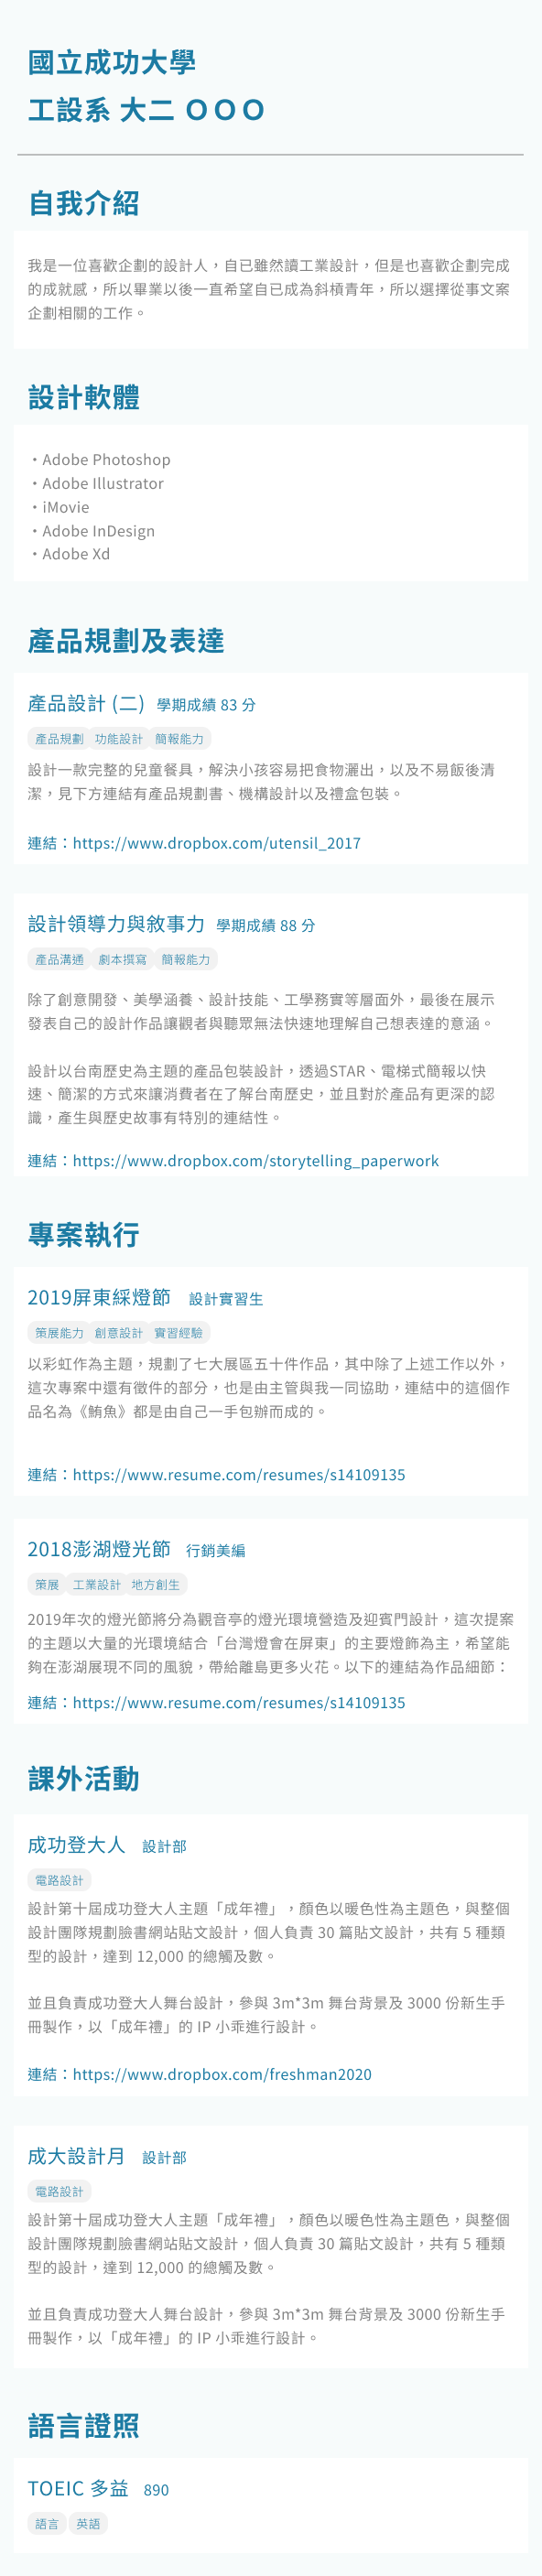 國立成功大學
工設系 大二 ＯＯＯ
自我介紹
我是一位喜歡企劃的設計人，自已雖然讀工業設計，但是也喜歡企劃完成
的成就感，所以畢業以後一直希望自已成為斜槓青年，所以選擇從事文案
企劃相關的工作。
設計軟體
・Adobe Photoshop
・Adobe Illustrator
・iMovie
・Adobe InDesign
・Adobe Xd
產品規劃及表達
產品設計 (二) 學期成績 83 分
產品規劃 功能設計 簡報能力
設計一款完整的兒童餐具，解決小孩容易把食物灑出，以及不易飯後清
潔，見下方連結有產品規劃書、機構設計以及禮盒包裝。
連結：https://www.dropbox.com/utensil_2017
設計領導力與敘事力 學期成績 88 分
產品溝通 劇本撰寫 簡報能力
除了創意開發、美學涵養、設計技能、工學務實等層面外，最後在展示
發表自己的設計作品讓觀者與聽眾無法快速地理解自己想表達的意涵。
設計以台南歷史為主題的產品包裝設計，透過STAR、電梯式簡報以快
速、簡潔的方式來讓消費者在了解台南歷史，並且對於產品有更深的認
識，產生與歷史故事有特別的連結性。
連結：https://www.dropbox.com/storytelling_paperwork
專案執行
2019屏東綵燈節 設計實習生
策展能力 創意設計 實習經驗
以彩虹作為主題，規劃了七大展區五十件作品，其中除了上述工作以外，
這次專案中還有徵件的部分，也是由主管與我一同協助，連結中的這個作
品名為《鮪魚》都是由自己一手包辦而成的。
連結：https://www.resume.com/resumes/s14109135
2018澎湖燈光節 行銷美編
策展 工業設計 地方創生
2019年次的燈光節將分為觀音亭的燈光環境營造及迎賓門設計，這次提案
的主題以大量的光環境結合「台灣燈會在屏東」的主要燈飾為主，希望能
夠在澎湖展現不同的風貌，帶給離島更多火花。以下的連結為作品細節：
連結：https://www.resume.com/resumes/s14109135
課外活動
成功登大人 設計部
電路設計
設計第十屆成功登大人主題「成年禮」，顏色以暖色性為主題色，與整個
設計團隊規劃臉書網站貼文設計，個人負責 30 篇貼文設計，共有 5 種類
型的設計，達到 12,000 的總觸及數。
並且負責成功登大人舞台設計，參與 3m*3m 舞台背景及 3000 份新生手
冊製作，以「成年禮」的 IP 小乖進行設計。
連結：https://www.dropbox.com/freshman2020
成大設計月 設計部
電路設計
設計第十屆成功登大人主題「成年禮」，顏色以暖色性為主題色，與整個
設計團隊規劃臉書網站貼文設計，個人負責 30 篇貼文設計，共有 5 種類
型的設計，達到 12,000 的總觸及數。
並且負責成功登大人舞台設計，參與 3m*3m 舞台背景及 3000 份新生手
冊製作，以「成年禮」的 IP 小乖進行設計。
語言證照
TOEIC 多益 890
語言 英語